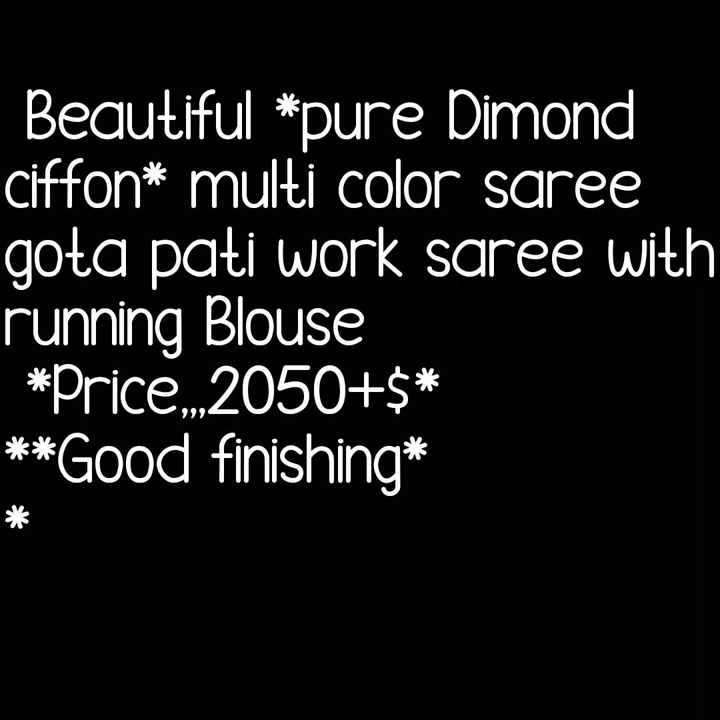 Beautiful *pure Dimond
ciffon* multi color saree
gota pati work saree with
running Blouse
*Price,,,2050+$*
**Good finishing*
*